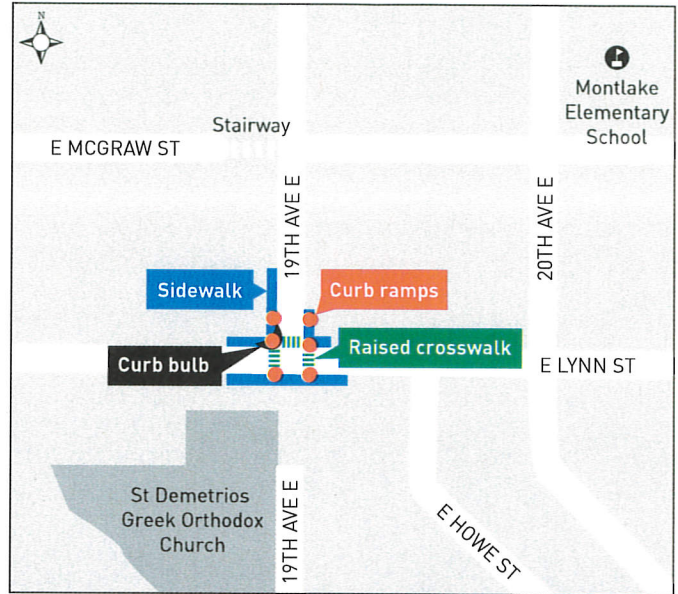 N
Montlake
Elementary
School
Stairway
E MCGRAW ST
19TH AVE E
20TH AVE E
Sidewalk
Curb ramps
Curb bulb
Raised crosswalk
E LYNN ST
St Demetrios
Greek Orthodox
Church
19TH AVE E
E HOWE ST